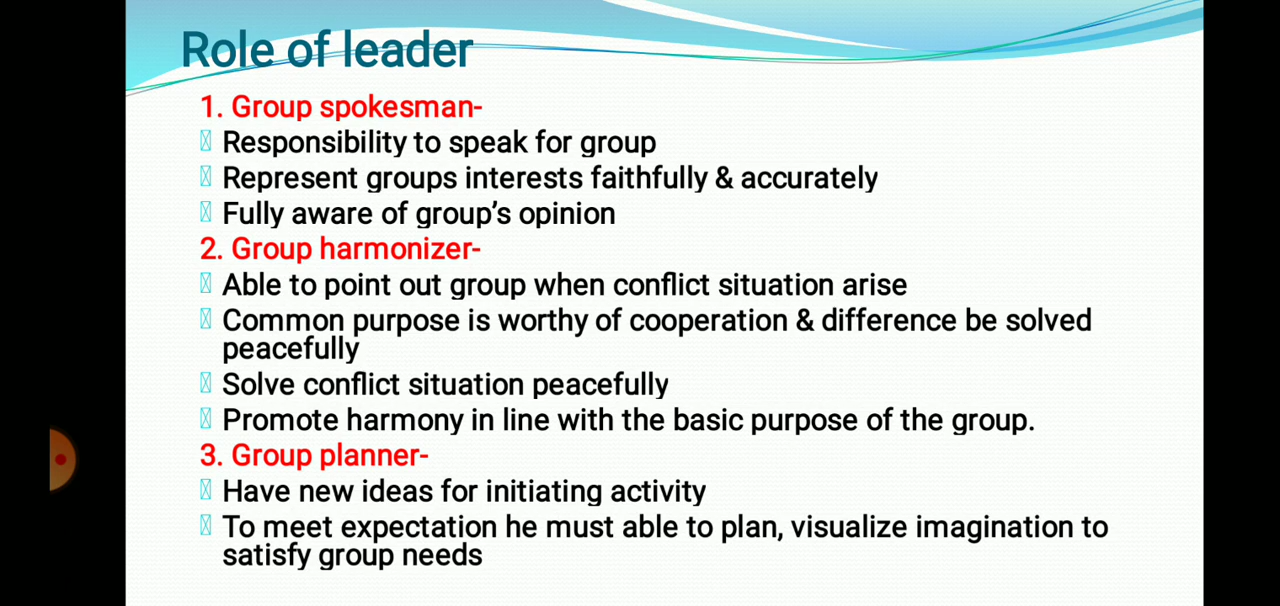 Role of leader
1. Group spokesman-
Responsibility to speak for group
Represent groups interests faithfully & accurately
Fully aware of group’s opinion
2. Group harmonizer-
Able to point out group when conflict situation arise
Common purpose is worthy of cooperation & difference be solved
peacefully
Solve conflict situation peacefully
Promote harmony in line with the basic purpose of the group.
3. Group planner-
Have new ideas for initiating activity
To meet expectation he must able to plan, visualize imagination to
satisfy group needs